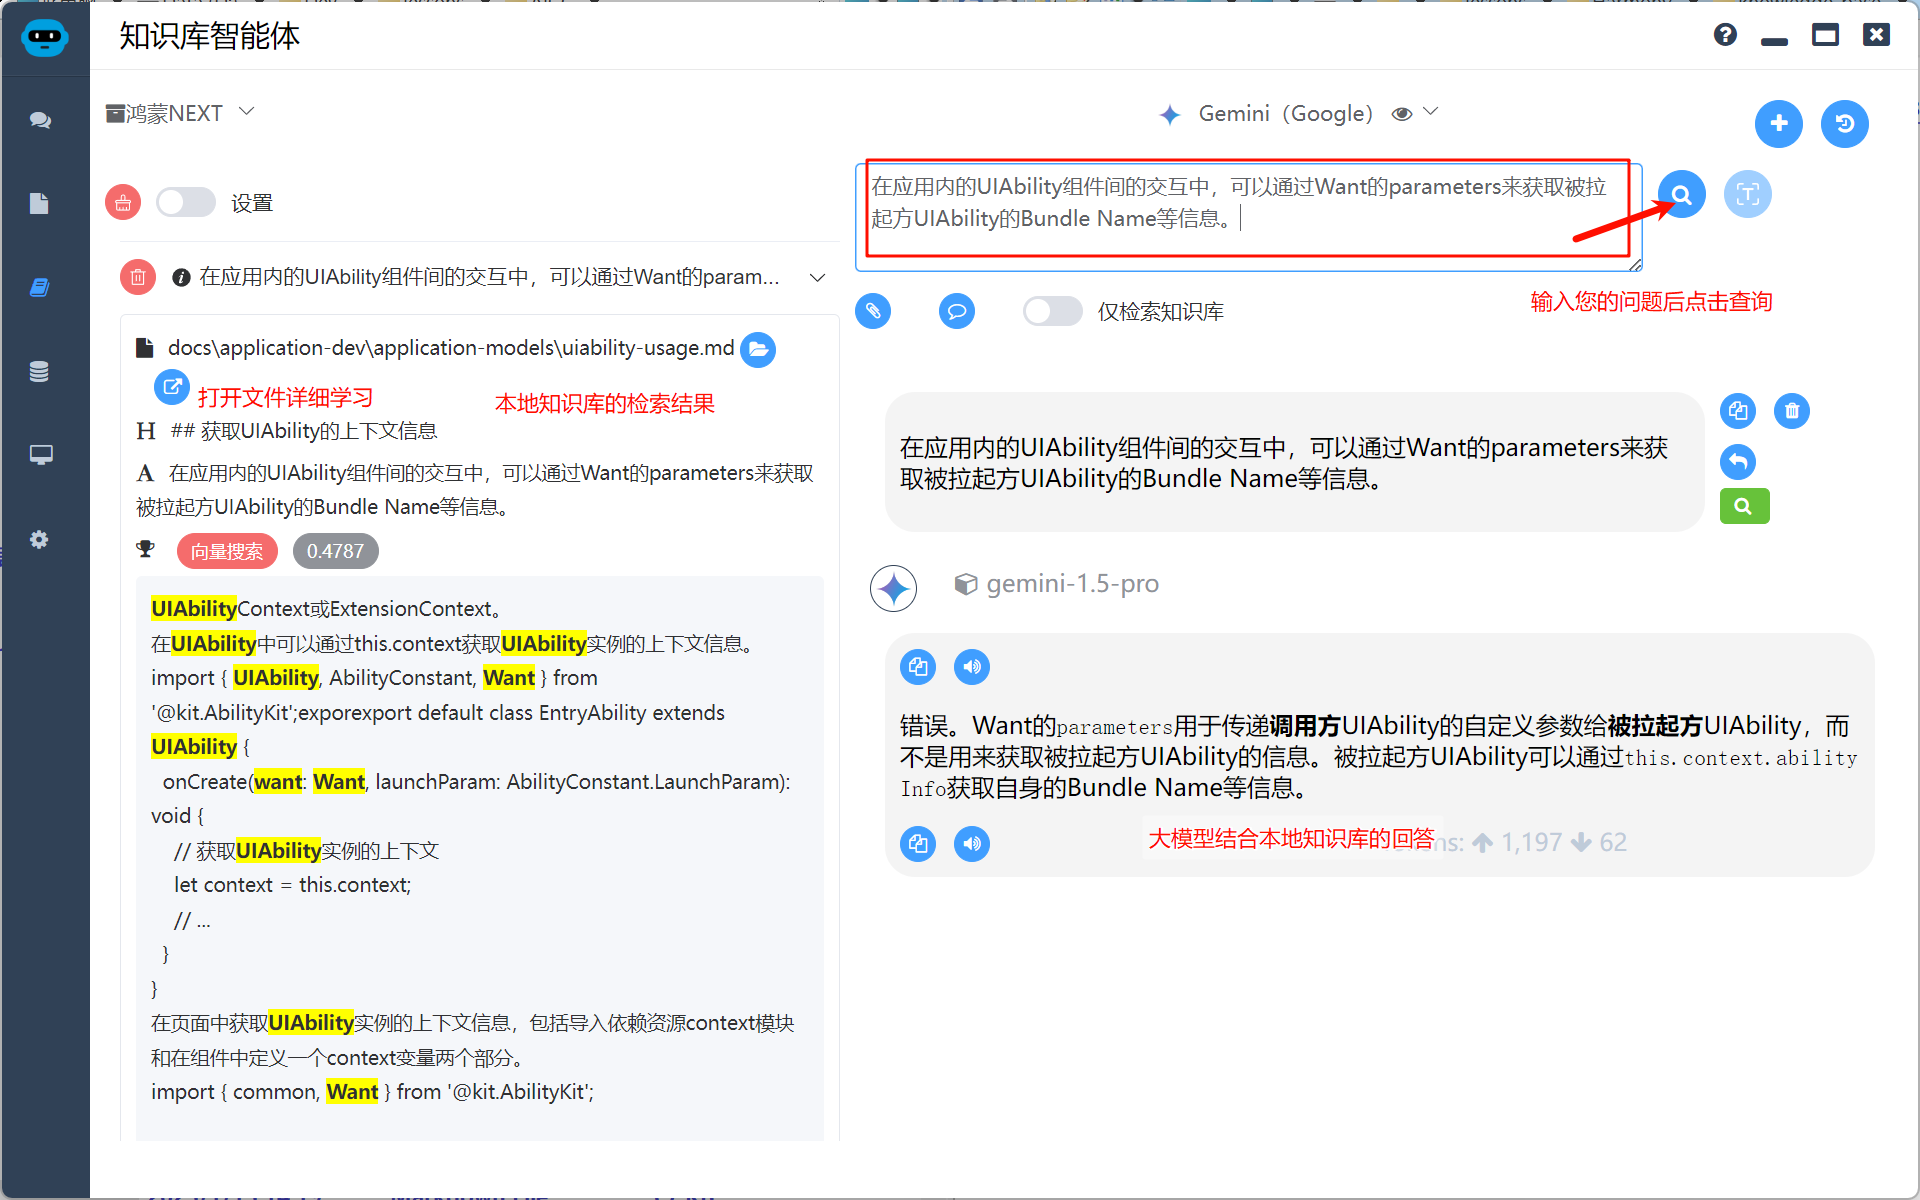 知识库智能体
鸿蒙NEXT
Gemini（Google）
设置
在应用内的UIAbility组件间的交互中，可以通过Want的parameters来获取被拉
起方UIAbility的Bundle Name等信息。
在应用内的UIAbility组件间的交互中，可以通过Want的param...
仅检索知识库
输入您的问题后点击查询
docs\application-dev\application-models\uiability-usage.md
打开文件详细学习
本地知识库的检索结果
H ## 获取UIAbility的上下文信息
A 在应用内的UIAbility组件间的交互中，可以通过Want的parameters来获取
被拉起方UIAbility的Bundle Name等信息。
向量搜索 0.4787
UIAbilityContext或ExtensionContext。
在UIAbility中可以通过this.context获取UIAbility实例的上下文信息。
import { UIAbility, AbilityConstant, Want } from
'@kit.AbilityKit';exporexport default class EntryAbility extends
UIAbility {
onCreate(want: Want, launchParam: AbilityConstant.LaunchParam):
void {
// 获取UIAbility实例的上下文
let context = this.context;
// ...
}
}
在页面中获取UIAbility实例的上下文信息，包括导入依赖资源context模块
和在组件中定义一个context变量两个部分。
import { common, Want } from '@kit.AbilityKit';
在应用内的UIAbility组件间的交互中，可以通过Want的parameters来获
取被拉起方UIAbility的Bundle Name等信息。
gemini-1.5-pro
错误。Want的parameters用于传递调用方UIAbility的自定义参数给被拉起方UIAbility，而
不是用来获取被拉起方UIAbility的信息。被拉起方UIAbility可以通过this.context.ability
Info获取自身的Bundle Name等信息。
大模型结合本地知识库的回答
1,197 62